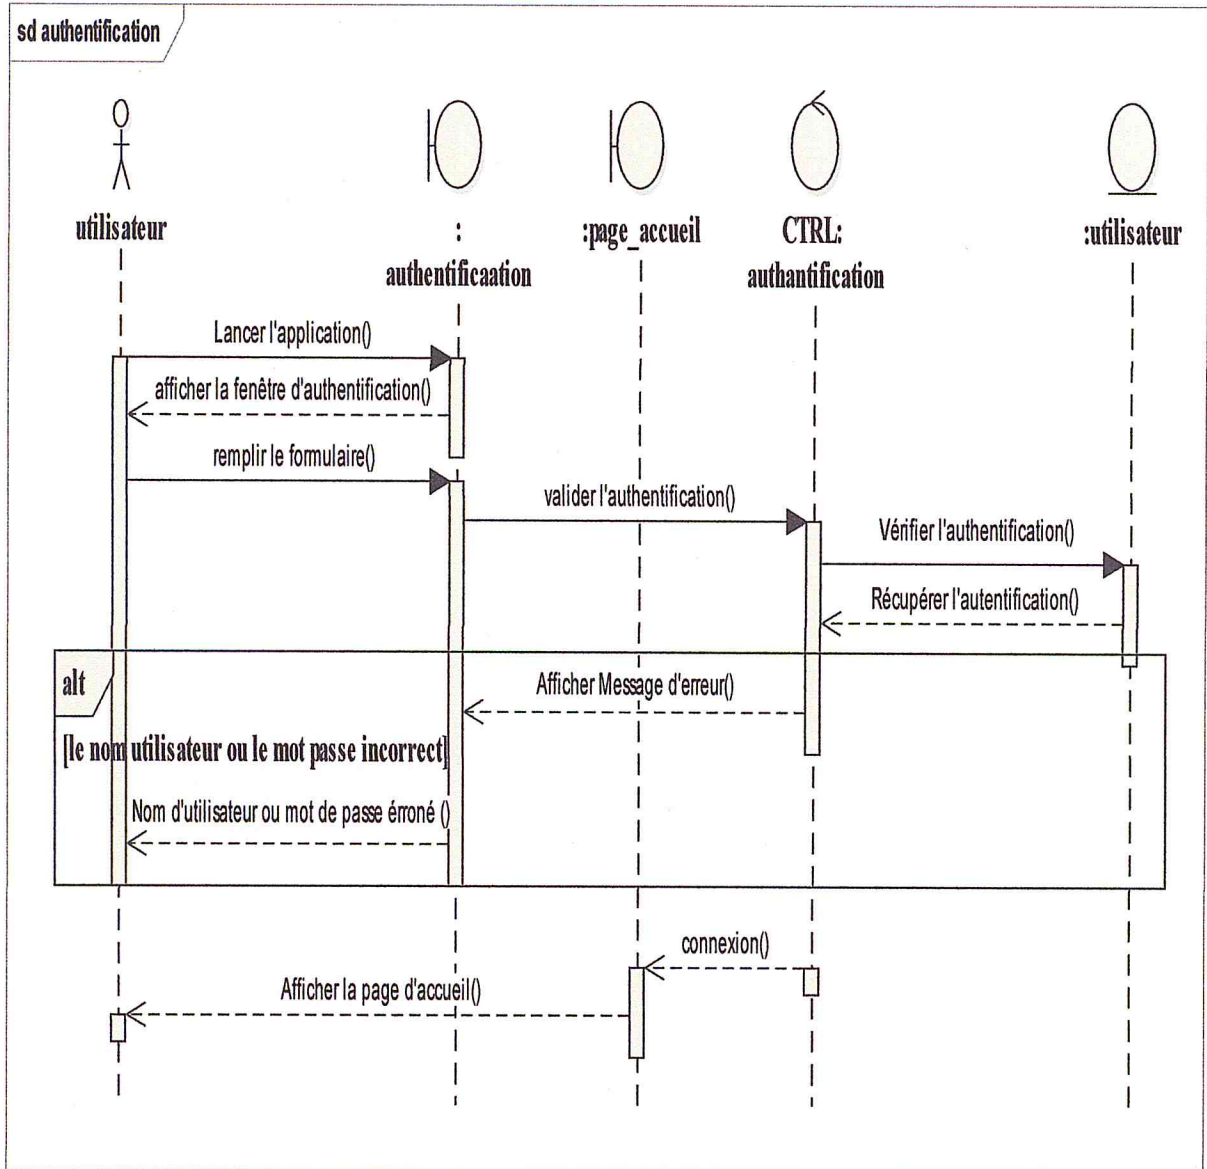 sd authentification
utilisateur
:
authentificaation
:page_accueil
CTRL:
authantification
:utilisateur
Lancer l'application()
afficher la fenêtre d'authentification()
remplir le formulaire()
valider l'authentification()
Vérifier l'authentification()
Récupérer l'autentification()
alt
Afficher Message d'erreur()
[le nom utilisateur ou le mot passe incorrect]
Nom d'utilisateur ou mot de passe érroné ()
connexion()
Afficher la page d'accueil()